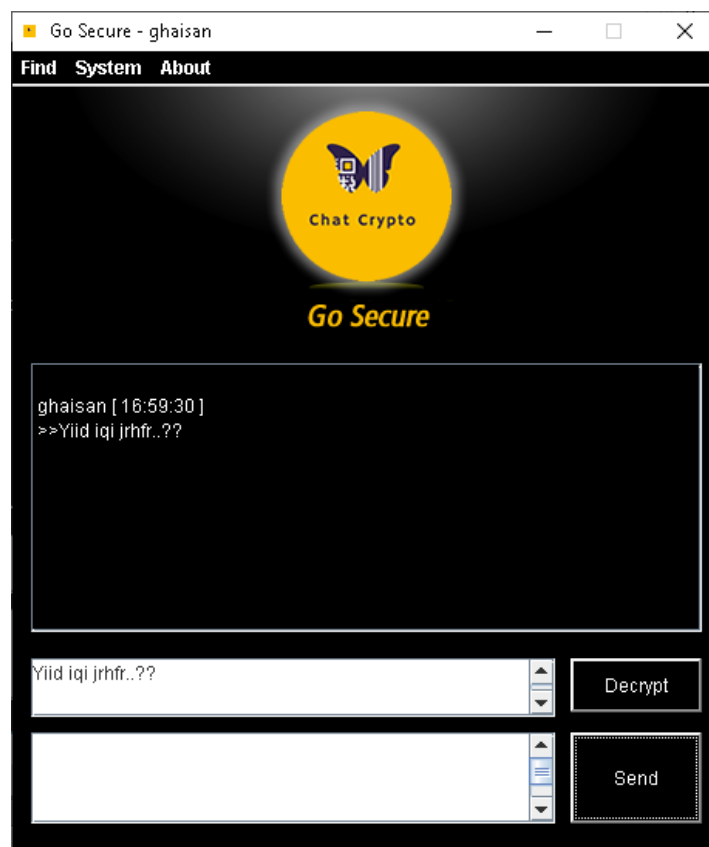 Go Secure - ghaisan
Find System About
Chat Crypto
Go Secure
ghaisan [ 16:59:30 ]
>>Yiid iqi jrhfr..??
Yiid iqi jrhfr..??
Decrypt
Send